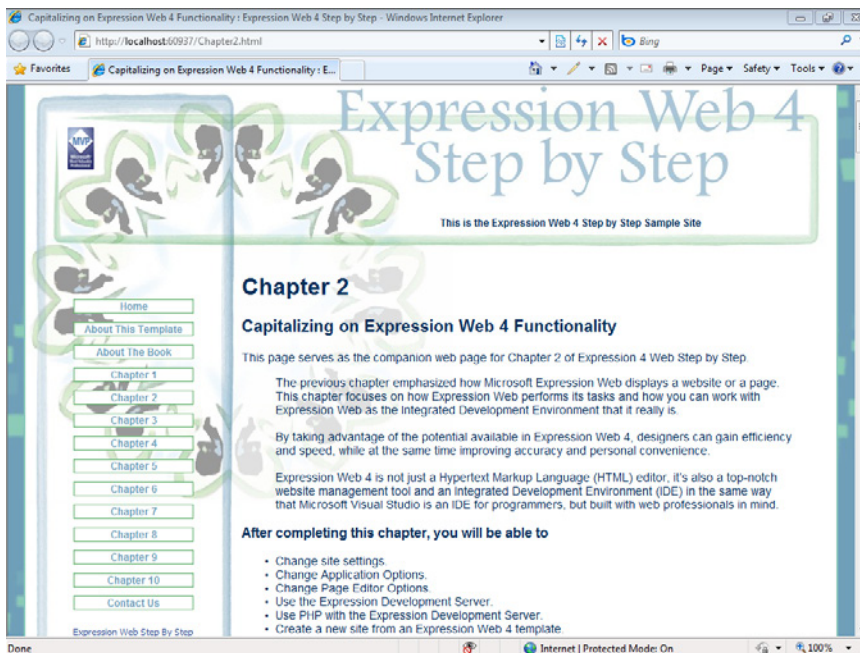 Capitalizing on Expression Web 4 Functionality : Expression Web 4 Step by Step - Windows Internet Explorer
http://localhost:60937/Chapter2.html
Bing
Favorites
Capitalizing on Expression Web 4 Functionality : E...
Page
Safety
Tools
MVP
Expression Web 4
Step by Step
This is the Expression Web 4 Step by Step Sample Site
Home
About This Template
About The Book
Chapter 1
Chapter 2
Chapter 3
Chapter 4
Chapter 5
Chapter 6
Chapter 7
Chapter 8
Chapter 9
Chapter 10
Contact Us
Expression Web Step By Step
Chapter 2
Capitalizing on Expression Web 4 Functionality
This page serves as the companion web page for Chapter 2 of Expression 4 Web Step by Step.
The previous chapter emphasized how Microsoft Expression Web displays a website or a page.
This chapter focuses on how Expression Web performs its tasks and how you can work with
Expression Web as the Integrated Development Environment that it really is.
By taking advantage of the potential available in Expression Web 4, designers can gain efficiency
and speed, while at the same time improving accuracy and personal convenience.
Expression Web 4 is not just a Hypertext Markup Language (HTML) editor, it's also a top-notch
website management tool and an Integrated Development Environment (IDE) in the same way
that Microsoft Visual Studio is an IDE for programmers, but built with web professionals in mind.
After completing this chapter, you will be able to
• Change site settings.
• Change Application Options.
• Change Page Editor Options.
• Use the Expression Development Server.
• Use PHP with the Expression Development Server.
• Create a new site from an Expression Web 4 template.
Done
Internet | Protected Mode: On
100%